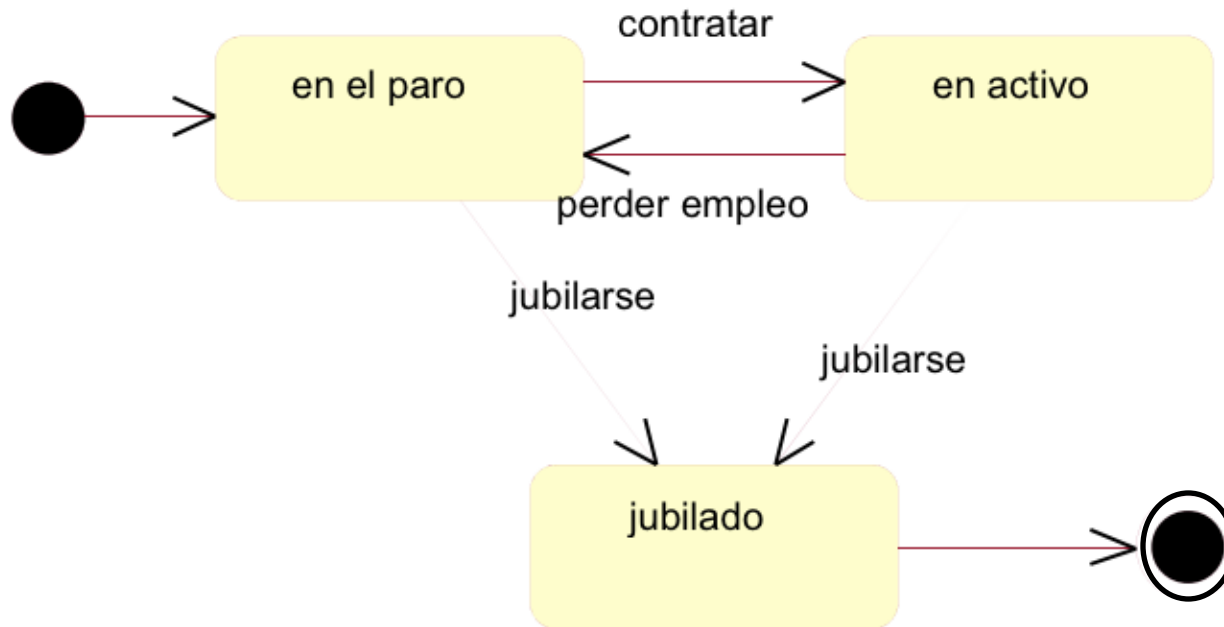 contratar
en el paro
en activo
perder empleo
jubilarse
jubilarse
jubilado